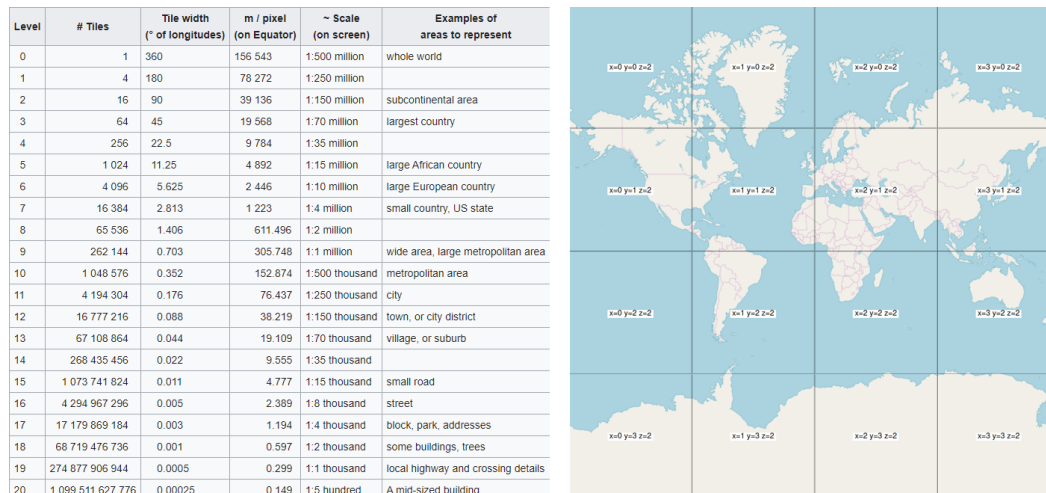 Level # Tiles Tile width (° of longitudes) m / pixel (on Equator) ~ Scale (on screen) Examples of areas to represent
0 1 360 156 543 1:500 million whole world
1 4 180 78 272 1:250 million
2 16 90 39 136 1:150 million subcontinental area
3 64 45 19 568 1:70 million largest country
4 256 22.5 9 784 1:35 million
5 1 024 11.25 4 892 1:15 million large African country
6 4 096 5.625 2 446 1:10 million large European country
7 16 384 2.813 1 223 1:4 million small country, US state
8 65 536 1.406 611.496 1:2 million
9 262 144 0.703 305.748 1:1 million wide area, large metropolitan area
10 1 048 576 0.352 152.874 1:500 thousand metropolitan area
11 4 194 304 0.176 76.437 1:250 thousand city
12 16 777 216 0.088 38.219 1:150 thousand town, or city district
13 67 108 864 0.044 19.109 1:70 thousand village, or suburb
14 268 435 456 0.022 9.555 1:35 thousand
15 1 073 741 824 0.011 4.777 1:15 thousand small road
16 4 294 967 296 0.005 2.389 1:8 thousand street
17 17 179 869 184 0.003 1.194 1:4 thousand block, park, addresses
18 68 719 476 736 0.001 0.597 1:2 thousand some buildings, trees
19 274 877 906 944 0.0005 0.299 1:1 thousand local highway and crossing details
20 1 099 511 627 776 0.00025 0.149 1:5 hundred A mid-sized building
x=0 y=0 z=2 x=1 y=0 z=2 x=2 y=0 z=2 x=3 y=0 z=2
x=0 y=1 z=2 x=1 y=1 z=2 x=2 y=1 z=2 x=3 y=1 z=2
x=0 y=2 z=2 x=1 y=2 z=2 x=2 y=2 z=2 x=3 y=2 z=2
x=0 y=3 z=2 x=1 y=3 z=2 x=2 y=3 z=2 x=3 y=3 z=2